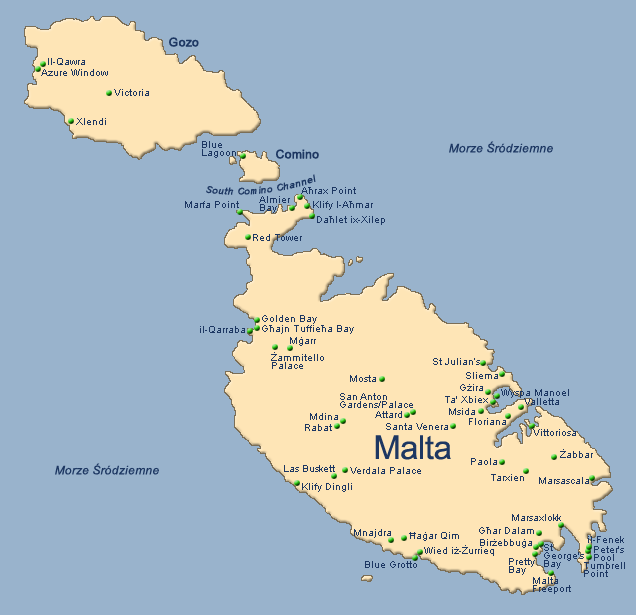 Gozo
Il-Qawra
Azure Window
Victoria
Xlendi
Blue
Lagoon
Comino
Morze Śródziemne
South Comino Channel
Marfa Point
Almier
Bay
Aħrax Point
Klify l-Aħmar
Daħlet ix-Xilep
Red Tower
Golden Bay
il-Qarraba
Għajn Tuffieħa Bay
Mġarr
Żammitello
Palace
St Julian's
Mosta
Sliema
Gżira
Wyspa Manoel
Ta' Xbiex
Valletta
San Anton
Gardens/Palace
Attard
Msida
Floriana
Mdina
Rabat
Santa Venera
Vittoriosa
Malta
Żabbar
Paola
Tarxien
Marsascala
Las Buskett
Verdala Palace
Klify Dingli
Morze Śródziemne
Marsaxlokk
Mnajdra
Ħaġar Qim
Għar Dalam
Birżebbuġa
Wied iż-Żurrieq
Blue Grotto
St
George's
Bay
Pretty
Bay
il-Fenek
Peter's
Pool
Tumbrell
Point
Malta
Freeport